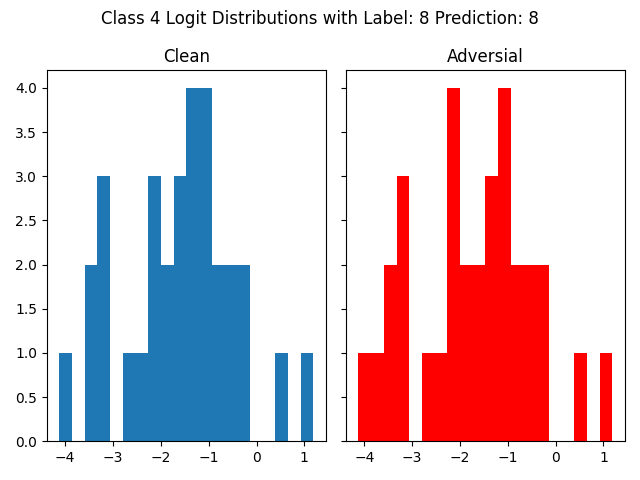 Class 4 Logit Distributions with Label: 8 Prediction: 8
Clean
Adversial
4.0
3.5
3.0
2.5
2.0
1.5
1.0
0.5
0.0
−4 −3 −2 −1 0 1
−4 −3 −2 −1 0 1